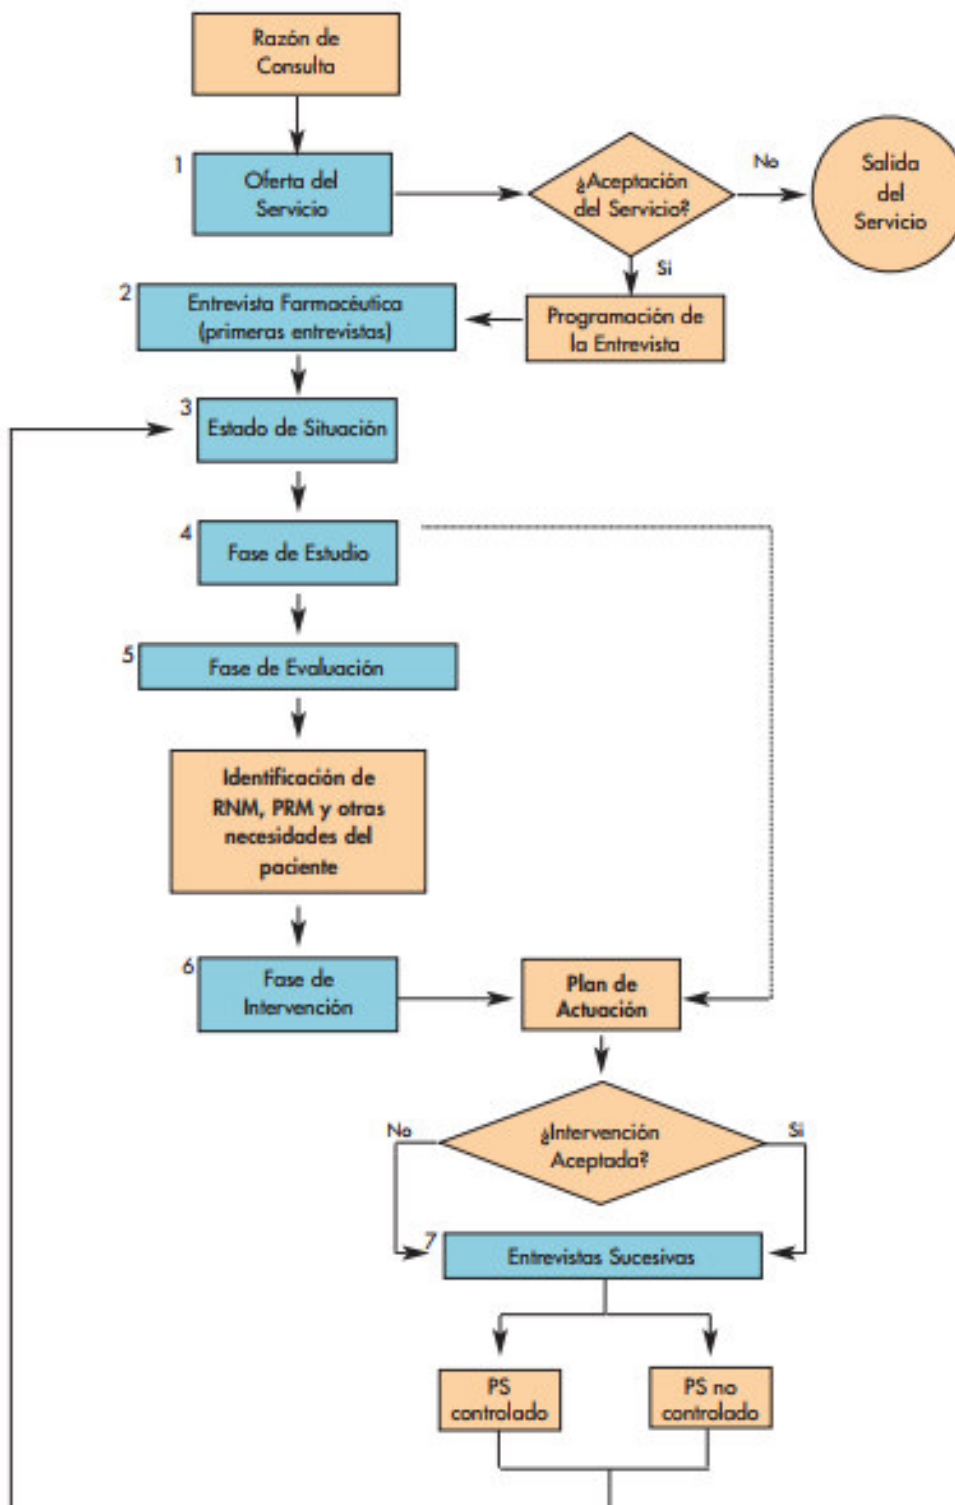 Razón de
Consulta
1
Oferta del
Servicio
¿Aceptación
del Servicio?
No
Salida
del
Servicio
Si
2
Entrevista Farmacéutica
(primeras entrevistas)
Programación de
la Entrevista
3
Estado de Situación
4
Fase de Estudio
5
Fase de Evaluación
Identificación de
RNM, PRM y otras
necesidades del
paciente
6
Fase de
Intervención
Plan de
Actuación
No
¿Intervención
Aceptada?
Si
7
Entrevistas Sucesivas
PS
controlado
PS no
controlado